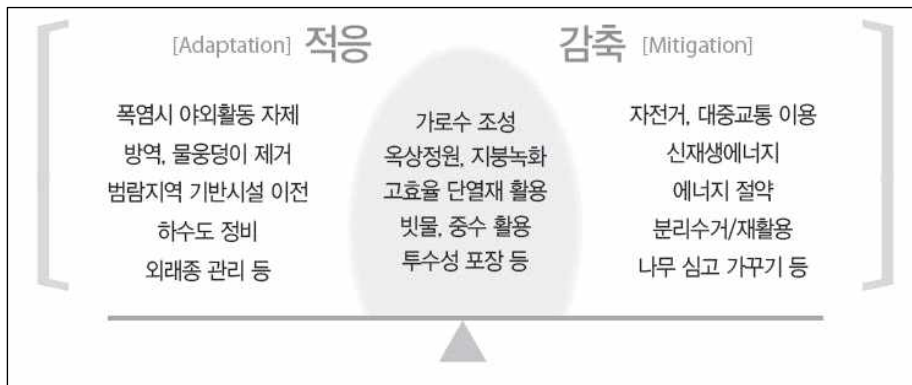 [Adaptation] 적응
감축 [Mitigation]
폭염시 야외활동 자제
방역, 물웅덩이 제거
범람지역 기반시설 이전
하수도 정비
외래종 관리 등
가로수 조성
옥상정원, 지붕녹화
고효율 단열재 활용
빗물, 중수 활용
투수성 포장 등
자전거, 대중교통 이용
신재생에너지
에너지 절약
분리수거/재활용
나무 심고 가꾸기 등